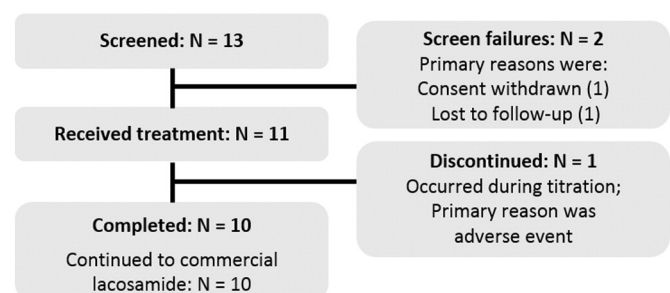 Screened: N = 13
Screen failures: N = 2
Primary reasons were:
Consent withdrawn (1)
Lost to follow-up (1)
Received treatment: N = 11
Discontinued: N = 1
Occurred during titration;
Primary reason was
adverse event
Completed: N = 10
Continued to commercial
lacosamide: N = 10